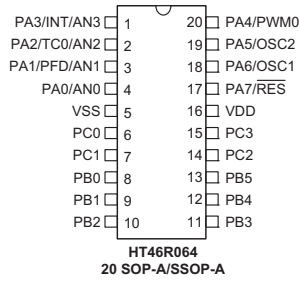 PA3/INT/AN3 1 20 PA4/PWM0
PA2/TC0/AN2 2 19 PA5/OSC2
PA1/PFD/AN1 3 18 PA6/OSC1
PA0/AN0 4 17 PA7/RES
VSS 5 16 VDD
PC0 6 15 PC3
PC1 7 14 PC2
PB0 8 13 PB5
PB1 9 12 PB4
PB2 10 11 PB3
HT46R064
20 SOP-A/SSOP-A